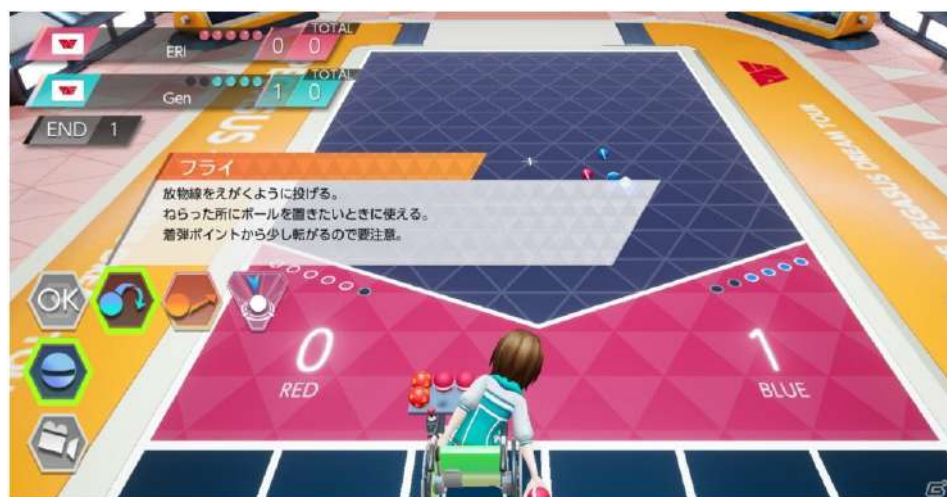 TOTAL
ERI 0 0
TOTAL
Gen 1 0
END 1
フライ
放物線をえがくように投げる。
ねらった所にボールを置きたいときに使える。
着弾ポイントから少し転がるので要注意。
OK
0
RED
1
BLUE
PEGASUS DREAM TOUR